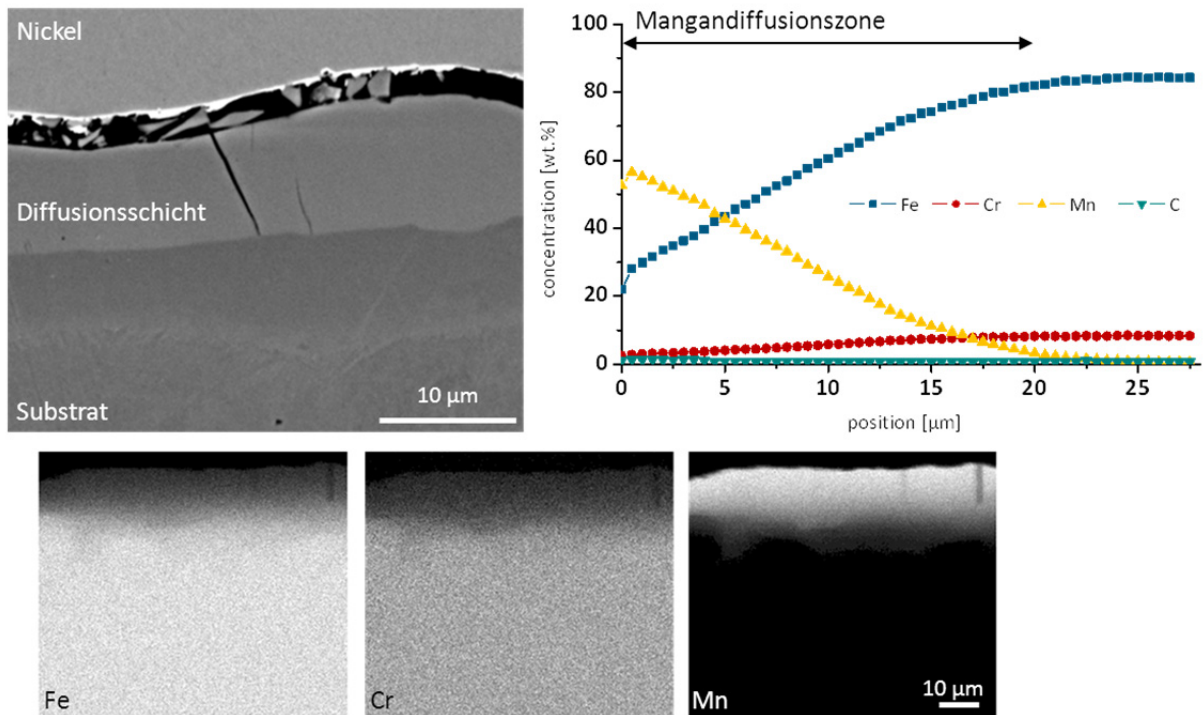 Nickel
Diffusionsschicht
Substrat
10 µm
Mangandiffusionszone
100
80
60
40
20
0
concentration [wt.%]
Fe Cr Mn C
0 5 10 15 20 25
position [µm]
Fe
Cr
Mn
10 µm